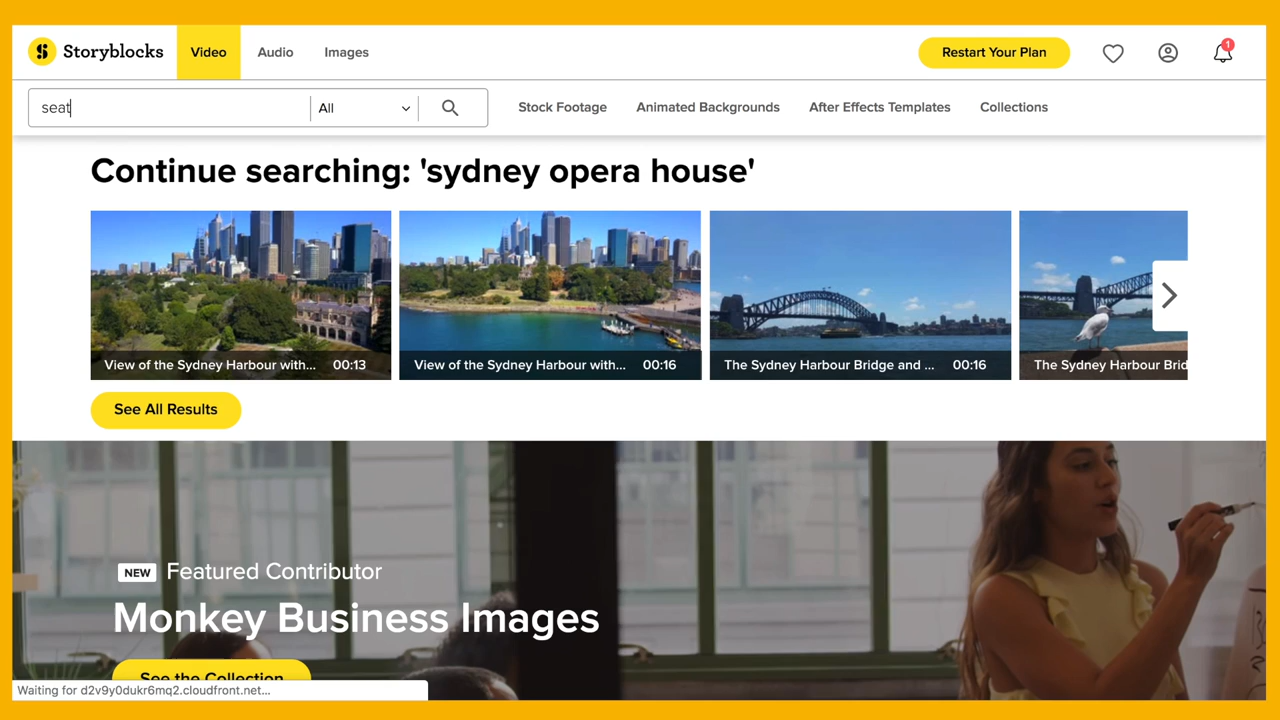 Storyblocks
Video
Audio
Images
Restart Your Plan
1
seat
All
Stock Footage
Animated Backgrounds
After Effects Templates
Collections
Continue searching: 'sydney opera house'
View of the Sydney Harbour with... 00:13
View of the Sydney Harbour with... 00:16
The Sydney Harbour Bridge and ... 00:16
The Sydney Harbour Brid
See All Results
NEW Featured Contributor
Monkey Business Images
See the Collection
Waiting for d2v9y0dukr6mq2.cloudfront.net...